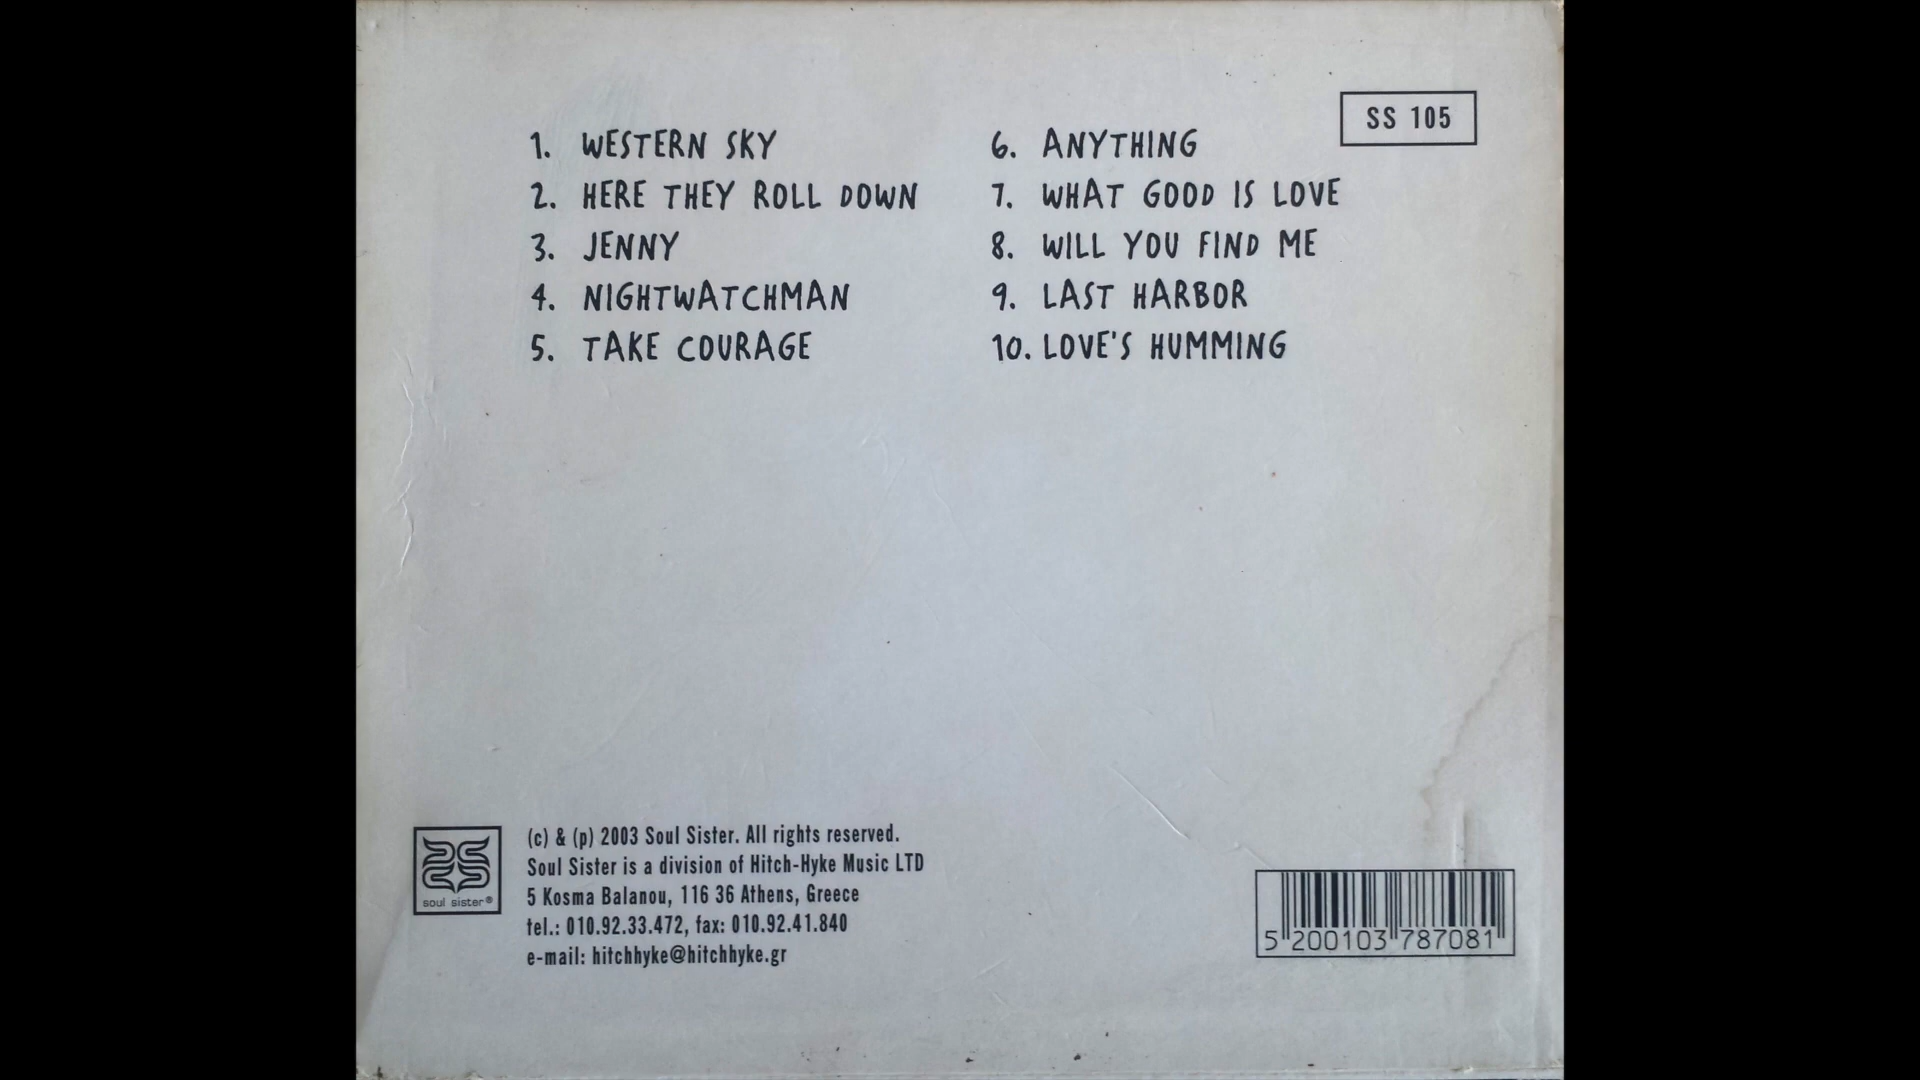 SS 105
1. WESTERN SKY
2. HERE THEY ROLL DOWN
3. JENNY
4. NIGHTWATCHMAN
5. TAKE COURAGE
6. ANYTHING
7. WHAT GOOD IS LOVE
8. WILL YOU FIND ME
9. LAST HARBOR
10. LOVE'S HUMMING
soul sister®
(c) & (p) 2003 Soul Sister. All rights reserved.
Soul Sister is a division of Hitch-Hyke Music LTD
5 Kosma Balanou, 116 36 Athens, Greece
tel.: 010.92.33.472, fax: 010.92.41.840
e-mail: hitchhyke@hitchhyke.gr
5 200103 787081